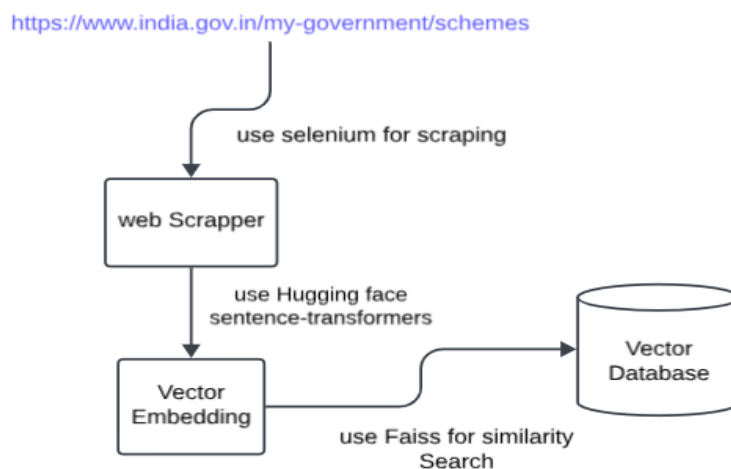 https://www.india.gov.in/my-government/schemes
use selenium for scraping
web Scrapper
use Hugging face
sentence-transformers
Vector
Embedding
Vector
Database
use Faiss for similarity
Search